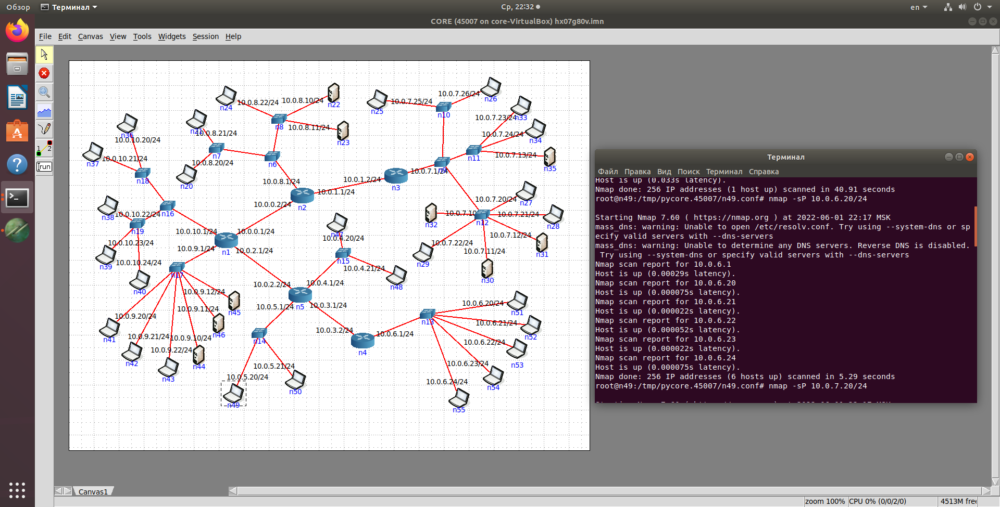 Обзор
Терминал
Ср, 22:32
en
CORE (45007 on core-VirtualBox) hx07g80v.imn
File Edit Canvas View Tools Widgets Session Help
run
n24
10.0.8.22/24
10.0.8.10/24
n22
n8
10.0.8.11/24
n23
n21
10.0.8.21/24
n7
10.0.8.20/24
n20
n6
10.0.8.1/24
n36
10.0.10.20/24
n37
n18
n38
10.0.10.22/24
n16
n19
10.0.10.23/24
n39
10.0.10.24/24
n40
10.0.10.1/24
10.0.9.1/24
n1
10.0.0.1/24
10.0.2.1/24
10.0.0.2/24
n2
10.0.1.1/24
10.0.1.2/24
n3
10.0.7.1/24
n25
10.0.7.25/24
10.0.7.26/24
n26
n10
10.0.7.23/24
n33
10.0.7.24/24
n34
n11
10.0.7.13/24
n35
10.0.7.20/24
n27
n32
n12
10.0.7.21/24
n28
10.0.7.12/24
n31
10.0.7.22/24
n29
10.0.7.11/24
n30
n47
10.0.4.20/24
n15
10.0.4.21/24
n48
10.0.2.2/24
10.0.4.1/24
n5
10.0.5.1/24
10.0.3.1/24
10.0.3.2/24
n4
10.0.6.1/24
n13
10.0.6.20/24
n51
10.0.6.21/24
n52
10.0.6.22/24
n53
10.0.6.23/24
n54
10.0.6.24/24
n55
n14
10.0.5.20/24
n49
10.0.5.21/24
n50
10.0.9.12/24
n45
10.0.9.11/24
n46
10.0.9.20/24
n41
10.0.9.21/24
n42
10.0.9.22/24
n43
10.0.9.10/24
n44
Терминал
Файл Правка Вид Поиск Терминал Справка
Host is up (0.033s latency).
Nmap done: 256 IP addresses (1 host up) scanned in 40.91 seconds
root@n49:/tmp/pycore.45007/n49.conf# nmap -sP 10.0.6.20/24
Starting Nmap 7.60 ( https://nmap.org ) at 2022-06-01 22:17 MSK
mass_dns: warning: Unable to open /etc/resolv.conf. Try using --system-dns or sp
ecify valid servers with --dns-servers
mass_dns: warning: Unable to determine any DNS servers. Reverse DNS is disabled.
Try using --system-dns or specify valid servers with --dns-servers
Nmap scan report for 10.0.6.1
Host is up (0.00029s latency).
Nmap scan report for 10.0.6.20
Host is up (0.000075s latency).
Nmap scan report for 10.0.6.21
Host is up (0.000022s latency).
Nmap scan report for 10.0.6.22
Host is up (0.000052s latency).
Nmap scan report for 10.0.6.23
Host is up (0.000022s latency).
Nmap scan report for 10.0.6.24
Host is up (0.000075s latency).
Nmap done: 256 IP addresses (6 hosts up) scanned in 5.29 seconds
root@n49:/tmp/pycore.45007/n49.conf# nmap -sP 10.0.7.20/24
Canvas1
zoom 100%
CPU 0% (0/0/2/0)
4513M free